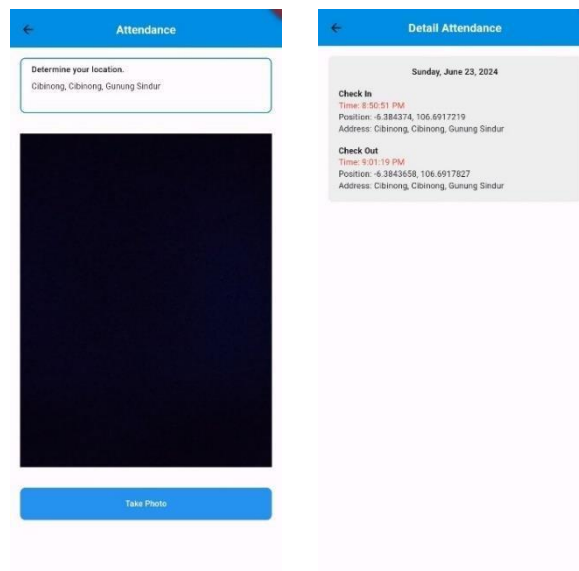 Attendance
Determine your location.
Cibinong, Cibinong, Gunung Sindur
Take Photo
Detail Attendance
Sunday, June 23, 2024
Check In
Time: 8:50:51 PM
Position: -6.384374, 106.6917219
Address: Cibinong, Cibinong, Gunung Sindur
Check Out
Time: 9:01:19 PM
Position: -6.3843658, 106.6917827
Address: Cibinong, Cibinong, Gunung Sindur